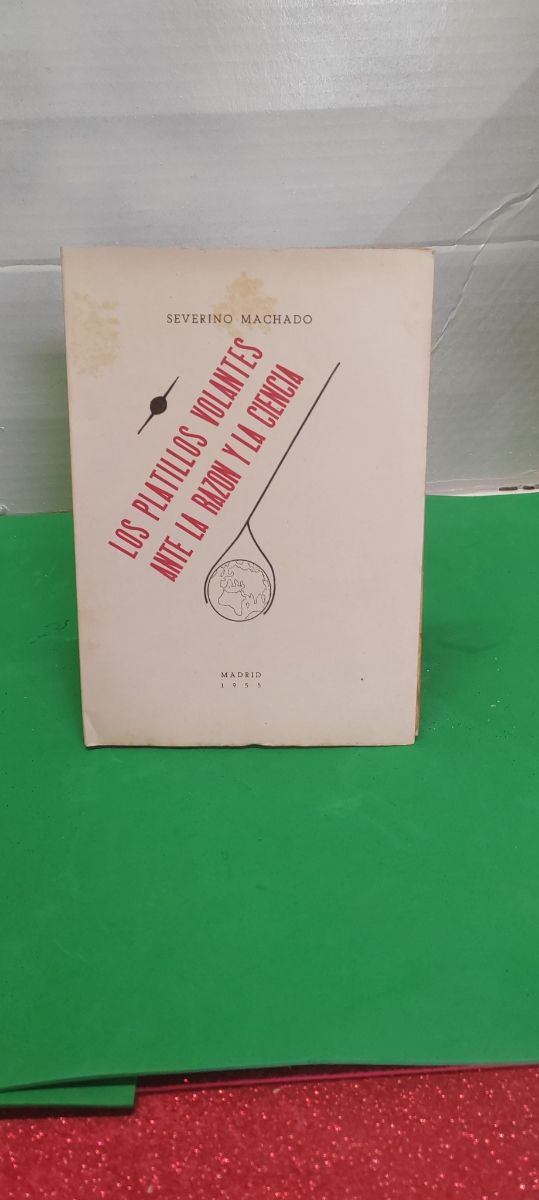 SEVERINO MACHADO
LOS PLATILLOS VOLANTES
ANTE LA RAZON Y LA CIENCIA
MADRID
1955